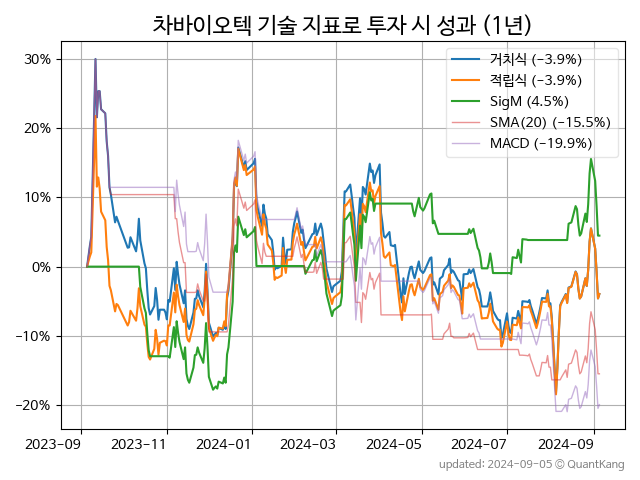 차바이오텍 기술 지표로 투자 시 성과 (1년)
거치식 (−3.9%)
적립식 (−3.9%)
SigM (4.5%)
SMA(20) (−15.5%)
MACD (−19.9%)
30%
20%
10%
0%
−10%
−20%
2023-09 2023-11 2024-01 2024-03 2024-05 2024-07 2024-09
updated: 2024-09-05 © QuantKang